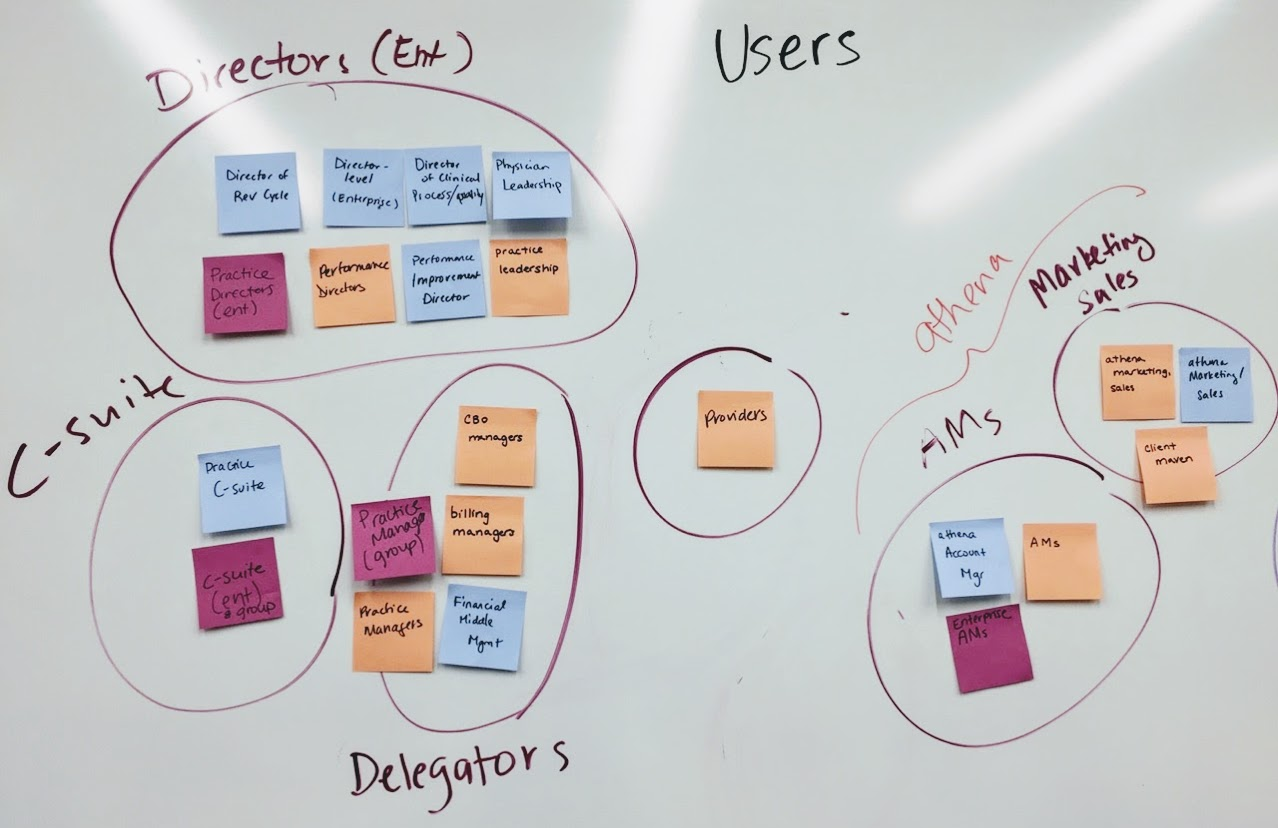 Users
Directors (Ent)
Director of
Rev Cycle
Director-
level
(Enterprise)
Director
of Clinical
Process/quality
Physician
Leadership
Practice
Directors
(ent)
Performance
Directors
Performance
Improvement
Director
practice
leadership
C-suite
Practice
C-suite
C-suite
(ent)
& group
CBO
managers
Practice
Manager
(group)
billing
managers
Practice
Managers
Financial
Middle
Mgmt
Delegators
Providers
athena
Marketing
Sales
athena
marketing,
sales
athena
Marketing/
Sales
client
maven
AMs
athena
Account
Mgr
AMs
Enterprise
AMs